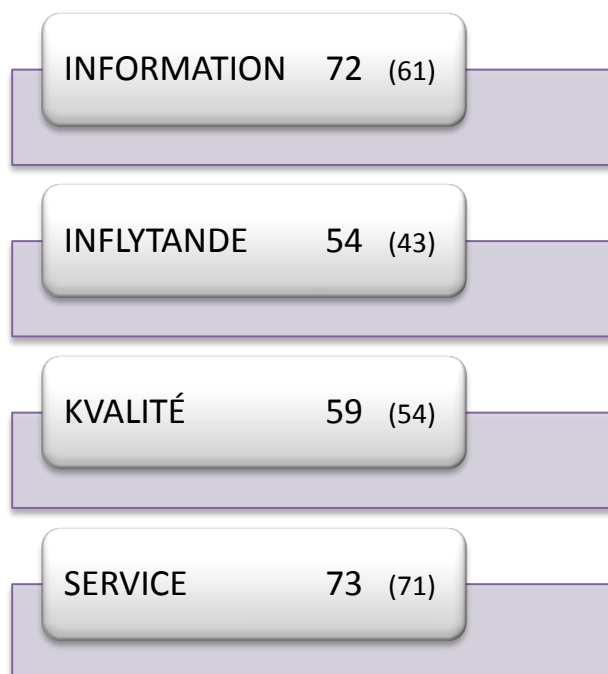 INFORMATION 72 (61)
INFLYTANDE 54 (43)
KVALITÉ 59 (54)
SERVICE 73 (71)